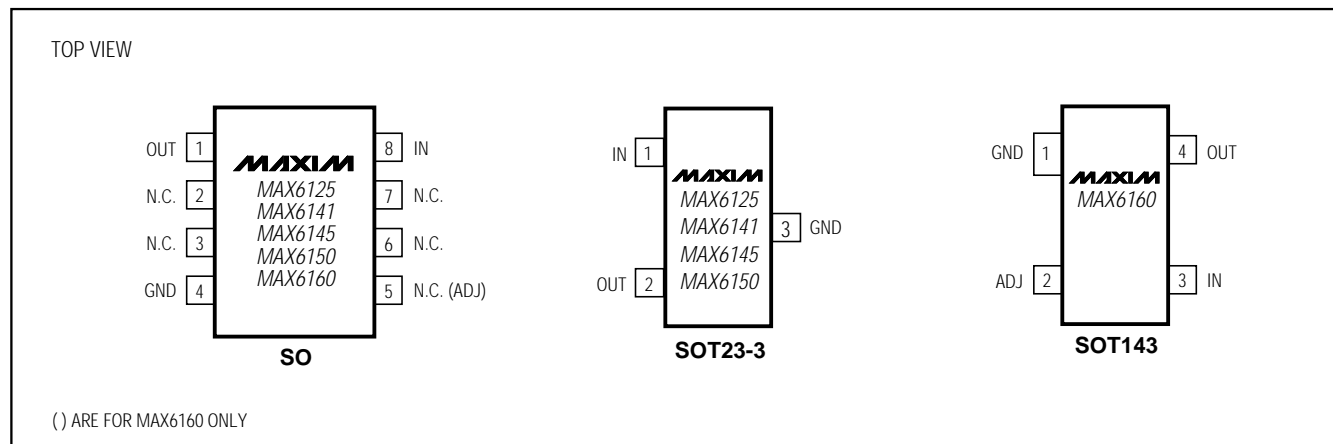 TOP VIEW
OUT 1
N.C. 2
N.C. 3
GND 4
MAXIM
MAX6125
MAX6141
MAX6145
MAX6150
MAX6160
8 IN
7 N.C.
6 N.C.
5 N.C. (ADJ)
SO
IN 1
OUT 2
MAXIM
MAX6125
MAX6141
MAX6145
MAX6150
3 GND
SOT23-3
GND 1
ADJ 2
MAXIM
MAX6160
4 OUT
3 IN
SOT143
( ) ARE FOR MAX6160 ONLY